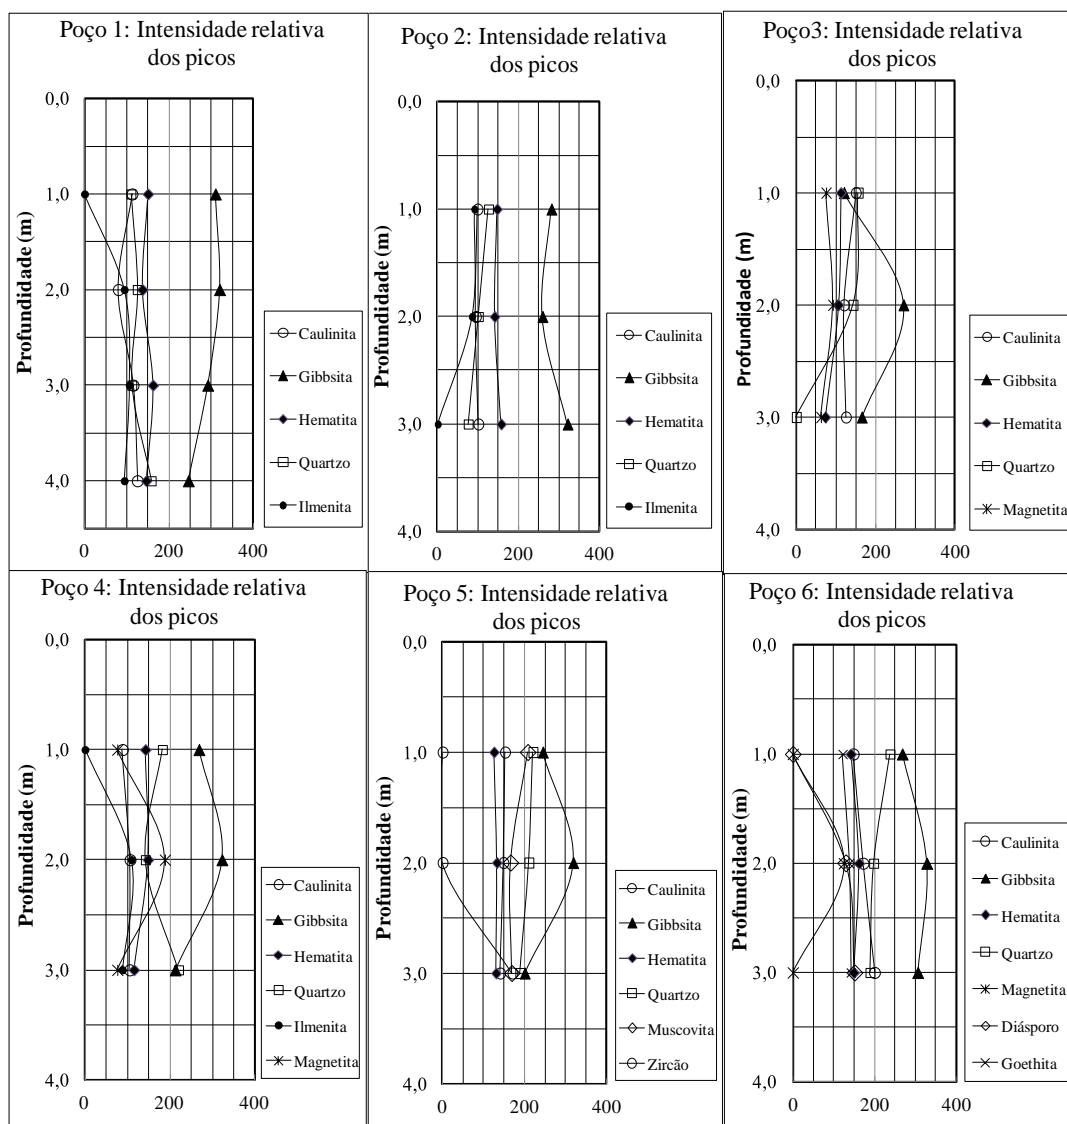 Poço 1: Intensidade relativa
dos picos
0,0
1,0
2,0
3,0
4,0
0
200
400
Profundidade (m)
Caulinita
Gibbsita
Hematita
Quartzo
Ilmenita
Poço 2: Intensidade relativa
dos picos
0,0
1,0
2,0
3,0
4,0
0
200
400
Profundidade (m)
Caulinita
Gibbsita
Hematita
Quartzo
Ilmenita
Poço3: Intensidade relativa
dos picos
0,0
1,0
2,0
3,0
4,0
0
200
400
Profundidade (m)
Caulinita
Gibbsita
Hematita
Quartzo
Magnetita
Poço 4: Intensidade relativa
dos picos
0,0
1,0
2,0
3,0
4,0
0
200
400
Profundidade (m)
Caulinita
Gibbsita
Hematita
Quartzo
Ilmenita
Magnetita
Poço 5: Intensidade relativa
dos picos
0,0
1,0
2,0
3,0
4,0
0
200
400
Profundidade (m)
Caulinita
Gibbsita
Hematita
Quartzo
Muscovita
Zircão
Poço 6: Intensidade relativa
dos picos
0,0
1,0
2,0
3,0
4,0
0
200
400
Profundidade (m)
Caulinita
Gibbsita
Hematita
Quartzo
Magnetita
Diásporo
Goethita